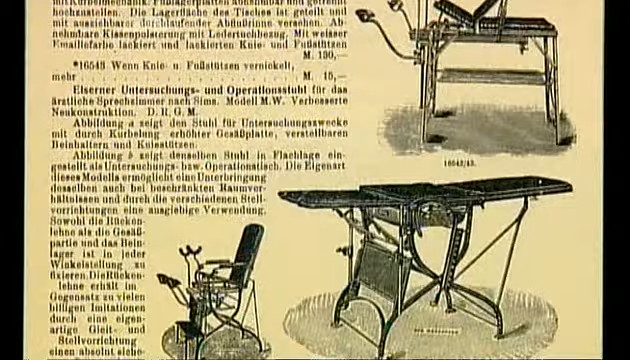 mit Kurbelmechanik. Fußlagerplatten abnehmbar und getrennt
hochzustellen. Die Lagerfläche des Tisches ist geteilt und
mit ausziehbarer durchlaufender Abflußrinne versehen. Ab-
nehmbare Kissenpolsterung mit Ledertuchbezug. Mit weisser
Emaillefarbe lackiert und lackierten Knie- und Fußstützen
M. 130,—
*16543 Wenn Knie- u. Fußstützen vernickelt,
mehr . . . . . . . . . . . . . . M. 15,—
Eiserner Untersuchungs- und Operationsstuhl für das
ärztliche Sprechzimmer nach Sims. Modell M.W. Verbesserte
Neukonstruktion. D. R. G. M.
Abbildung a zeigt den Stuhl für Untersuchungszwecke
mit durch Kurbelung erhöhter Gesäßplatte, verstellbaren
Beinhaltern und Kniestützen.
Abbildung b zeigt denselben Stuhl in Flachlage ein-
gestellt als Untersuchungs- bzw. Operationstisch. Die Eigenart
dieses Modells ermöglicht eine Unterbringung
desselben auch bei beschränkten Raumver-
hältnissen und durch die verschiedenen Stell-
vorrichtungen eine ausgiebige Verwendung.
Sowohl die Rücken-
lehne als die Gesäß-
partie und das Bein-
lager ist in jeder
Winkelstellung zu
fixieren. Die Rücken-
lehne erhält im
Gegensatz zu vielen
billigen Imitationen
durch eine eigen-
artige Gleit- und
Stellvorrichtung
einen absolut siche-
16542/43.